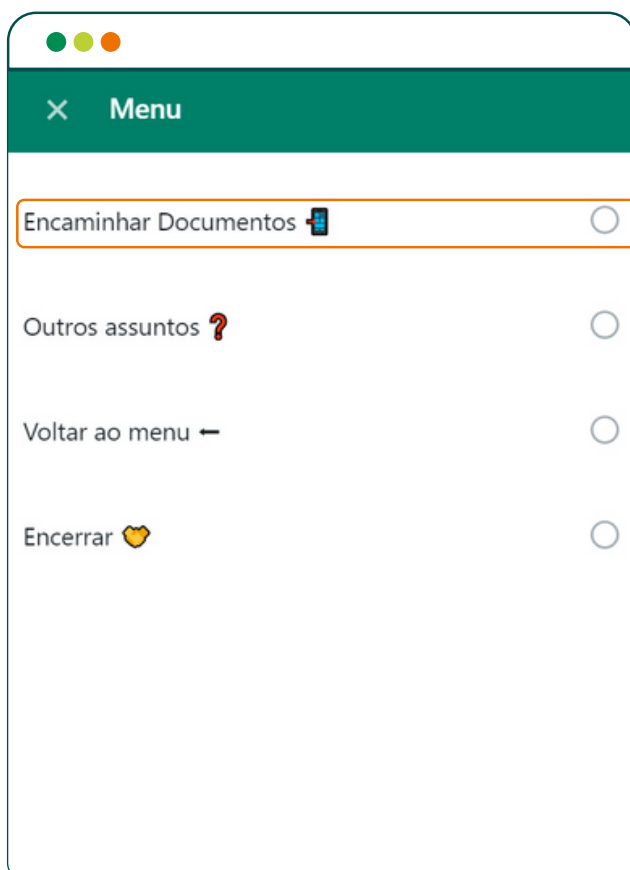 Menu
Encaminhar Documentos 📲
Outros assuntos ❓
Voltar ao menu ⬅
Encerrar 🤝